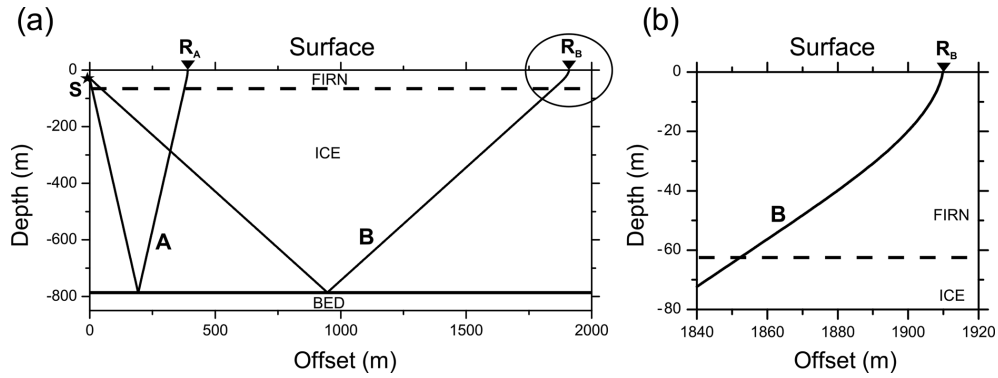 (a)
Surface
R_A
R_B
FIRN
S
ICE
A
B
BED
0
-200
-400
-600
-800
Depth (m)
0
500
1000
1500
2000
Offset (m)
(b)
Surface
R_B
B
FIRN
ICE
0
-20
-40
-60
-80
Depth (m)
1840
1860
1880
1900
1920
Offset (m)